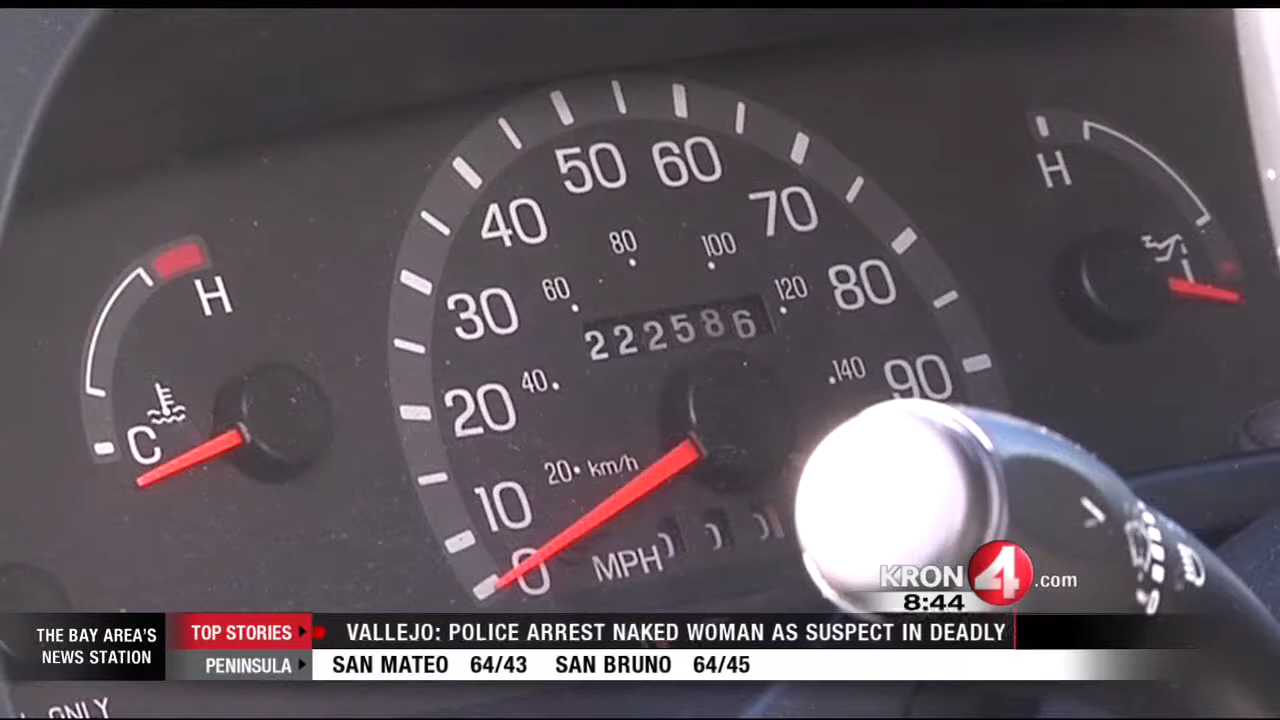 50 60
40 70
80 100
H
30 60 120 80
H
222586
20 40 140 90
C
20 km/h
10
MPH
0
KRON 4 .com
8:44
THE BAY AREA'S
NEWS STATION
TOP STORIES VALLEJO: POLICE ARREST NAKED WOMAN AS SUSPECT IN DEADLY
PENINSULA SAN MATEO 64/43 SAN BRUNO 64/45
ONLY